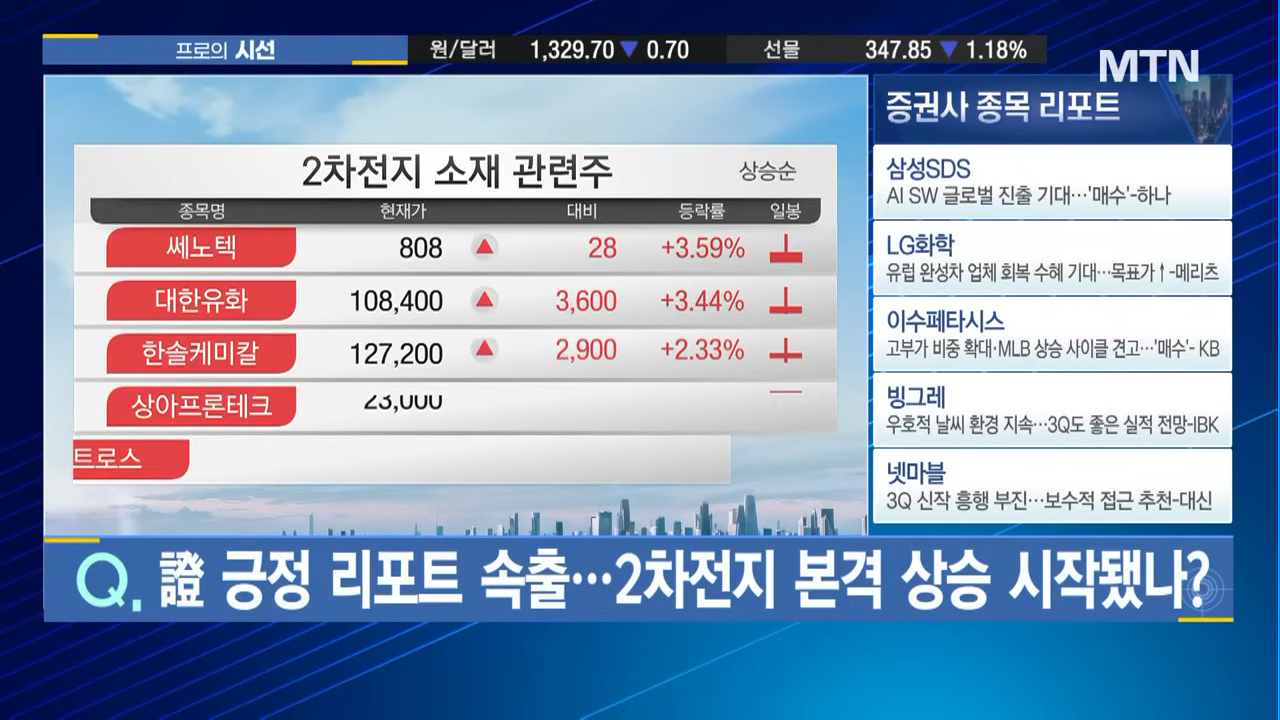 프로의 시선
원/달러 1,329.70 ▼ 0.70 선물 347.85 ▼ 1.18%
MTN
2차전지 소재 관련주 상승순
종목명 현재가 대비 등락률 일봉
쎄노텍 808 ▲ 28 +3.59%
대한유화 108,400 ▲ 3,600 +3.44%
한솔케미칼 127,200 ▲ 2,900 +2.33%
상아프론테크 23,000
트로스
증권사 종목 리포트
삼성SDS
AI SW 글로벌 진출 기대…'매수'-하나
LG화학
유럽 완성차 업체 회복 수혜 기대…목표가↑-메리츠
이수페타시스
고부가 비중 확대·MLB 상승 사이클 견고…'매수'- KB
빙그레
우호적 날씨 환경 지속…3Q도 좋은 실적 전망-IBK
넷마블
3Q 신작 흥행 부진…보수적 접근 추천-대신
Q. 證 긍정 리포트 속출…2차전지 본격 상승 시작됐나?